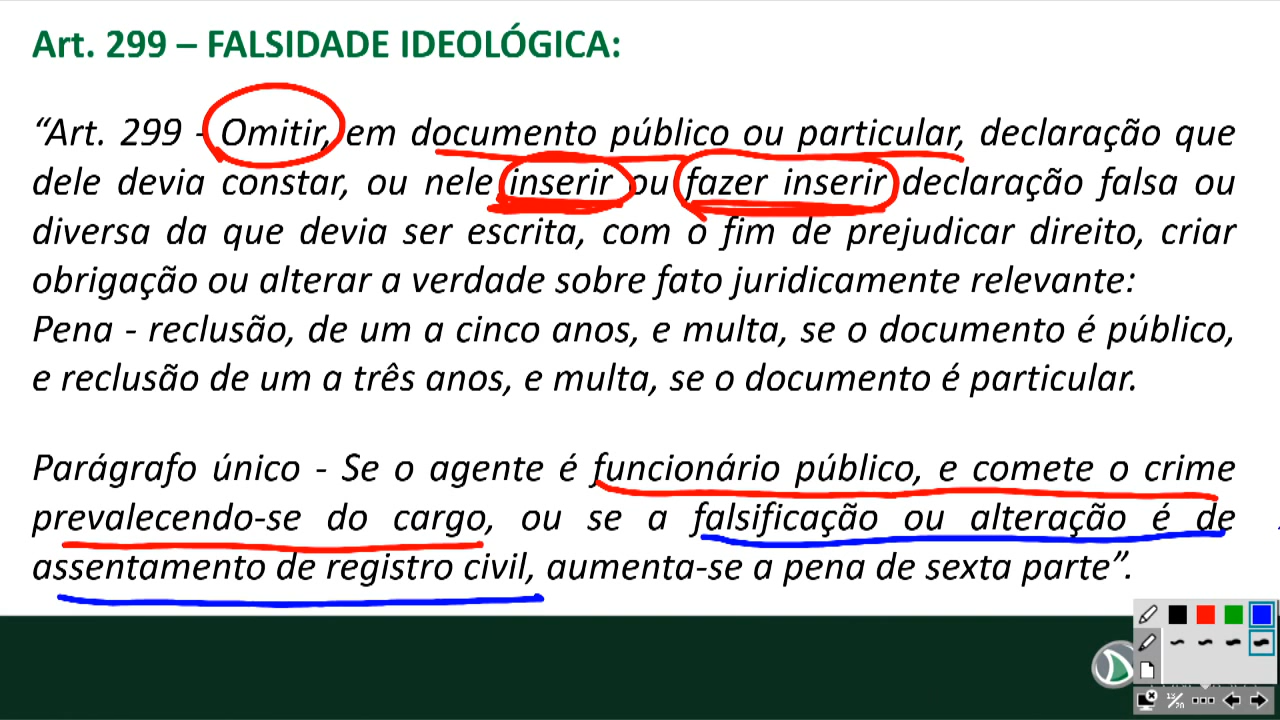 Art. 299 – FALSIDADE IDEOLÓGICA:
“Art. 299 - Omitir, em documento público ou particular, declaração que
dele devia constar, ou nele inserir ou fazer inserir declaração falsa ou
diversa da que devia ser escrita, com o fim de prejudicar direito, criar
obrigação ou alterar a verdade sobre fato juridicamente relevante:
Pena - reclusão, de um a cinco anos, e multa, se o documento é público,
e reclusão de um a três anos, e multa, se o documento é particular.
Parágrafo único - Se o agente é funcionário público, e comete o crime
prevalecendo-se do cargo, ou se a falsificação ou alteração é de
assentamento de registro civil, aumenta-se a pena de sexta parte”.